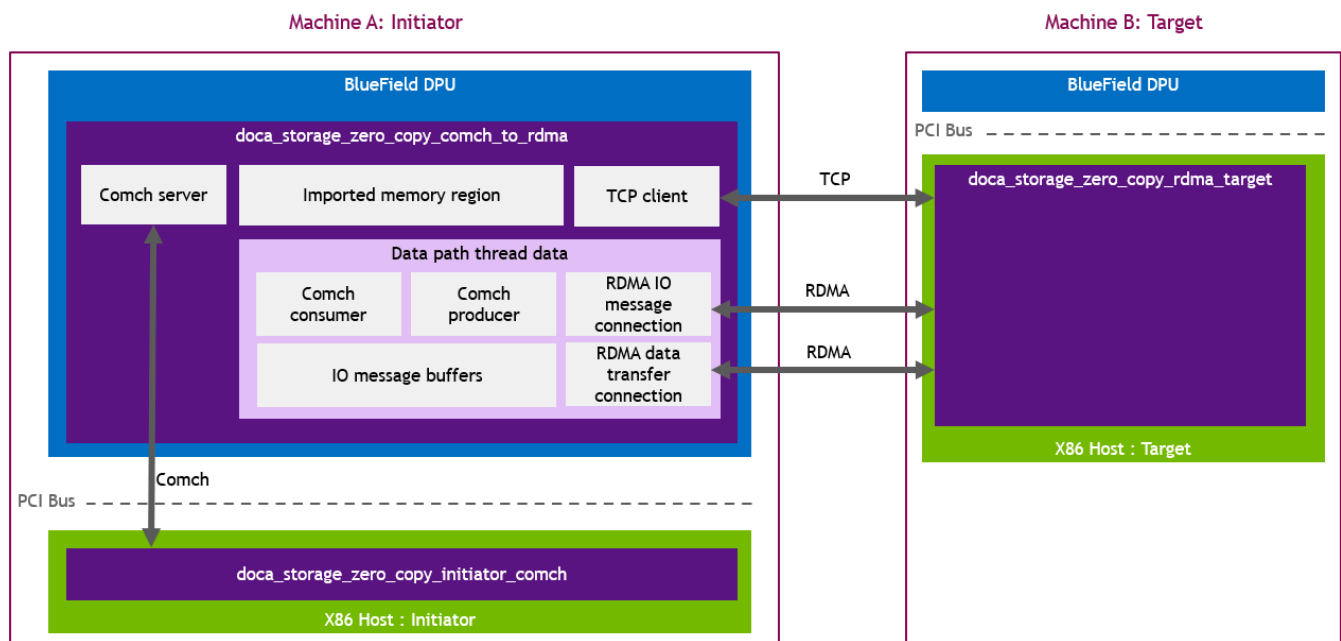 Machine A: Initiator
Machine B: Target
BlueField DPU
BlueField DPU
doca_storage_zero_copy_comch_to_rdma
PCI Bus
Comch server
Imported memory region
TCP client
TCP
doca_storage_zero_copy_rdma_target
Data path thread data
Comch
consumer
Comch
producer
RDMA IO
message
connection
RDMA
IO message buffers
RDMA data
transfer
connection
RDMA
X86 Host : Target
Comch
PCI Bus
doca_storage_zero_copy_initiator_comch
X86 Host : Initiator